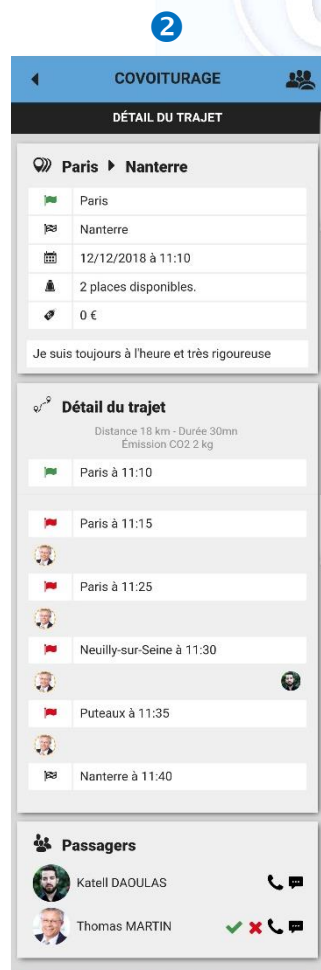 2
COVOITURAGE
DÉTAIL DU TRAJET
Paris Nanterre
Paris
Nanterre
12/12/2018 à 11:10
2 places disponibles.
0 €
Je suis toujours à l'heure et très rigoureuse
Détail du trajet
Distance 18 km - Durée 30mn
Émission CO2 2 kg
Paris à 11:10
Paris à 11:15
Paris à 11:25
Neuilly-sur-Seine à 11:30
Puteaux à 11:35
Nanterre à 11:40
Passagers
Katell DAOULAS
Thomas MARTIN